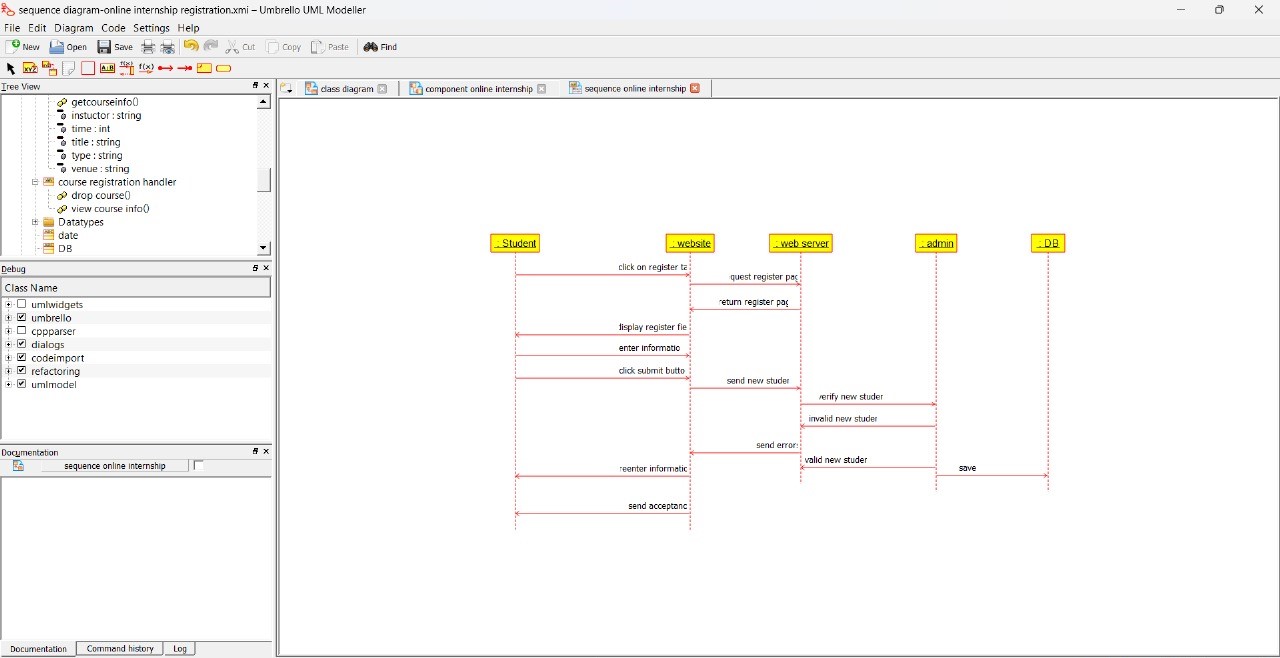 sequence diagram-online internship registration.xmi – Umbrello UML Modeller
File Edit Diagram Code Settings Help
New Open Save Cut Copy Paste Find
Tree View
class diagram component online internship sequence online internship
getcourseinfo()
instuctor : string
time : int
title : string
type : string
venue : string
course registration handler
drop course()
view course info()
Datatypes
date
DB
Debug
Class Name
umlwidgets
umbrello
cppparser
dialogs
codeimport
refactoring
umlmodel
Documentation
sequence online internship
Documentation Command history Log
: Student : website : web server : admin : DB
click on register ta
quest register pag
return register pag
display register fie
enter informatio
click submit butto
send new studer
verify new studer
invalid new studer
send error:
valid new studer
reenter informatic
save
send acceptanc